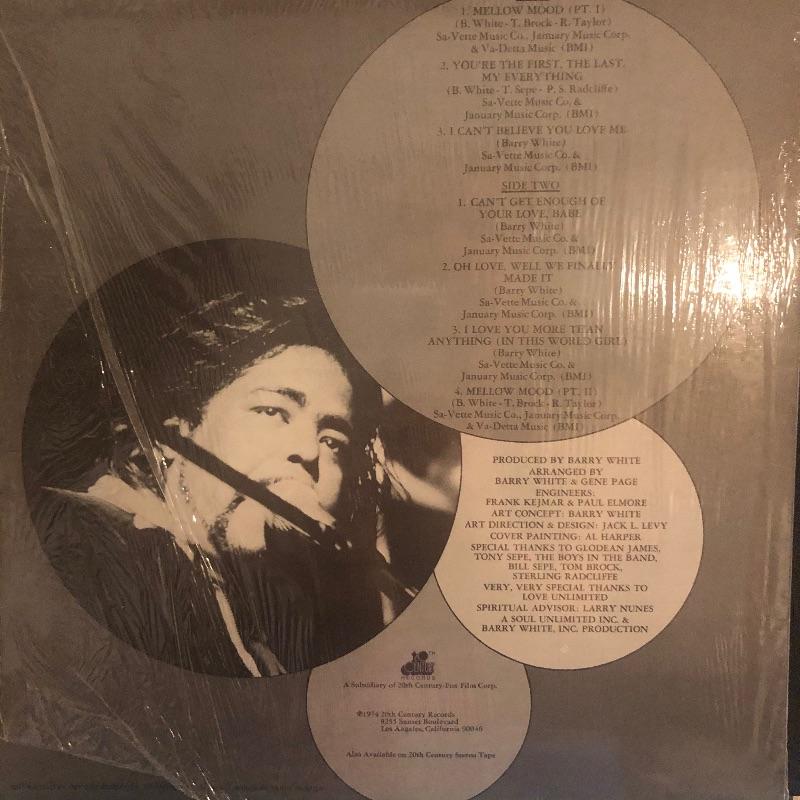 1. MELLOW MOOD (PT. I)
(B. White - T. Brock - R. Taylor)
Sa-Vette Music Co., January Music Corp.
& Va-Detta Music (BMI)
2. YOU'RE THE FIRST, THE LAST,
MY EVERYTHING
(B. White - T. Sepe - P. S. Radcliffe)
Sa-Vette Music Co. &
January Music Corp. (BMI)
3. I CAN'T BELIEVE YOU LOVE ME
(Barry White)
Sa-Vette Music Co. &
January Music Corp. (BMI)
SIDE TWO
1. CAN'T GET ENOUGH OF
YOUR LOVE, BABE
(Barry White)
Sa-Vette Music Co. &
January Music Corp. (BMI)
2. OH LOVE, WELL WE FINALLY
MADE IT
(Barry White)
Sa-Vette Music Co. &
January Music Corp. (BMI)
3. I LOVE YOU MORE THAN
ANYTHING (IN THIS WORLD GIRL)
(Barry White)
Sa-Vette Music Co. &
January Music Corp. (BMI)
4. MELLOW MOOD (PT. II)
(B. White - T. Brock - R. Taylor)
Sa-Vette Music Co., January Music Corp.
& Va-Detta Music (BMI)
PRODUCED BY BARRY WHITE
ARRANGED BY
BARRY WHITE & GENE PAGE
ENGINEERS:
FRANK KEJMAR & PAUL ELMORE
ART CONCEPT: BARRY WHITE
ART DIRECTION & DESIGN: JACK L. LEVY
COVER PAINTING: AL HARPER
SPECIAL THANKS TO GLODEAN JAMES,
TONY SEPE, THE BOYS IN THE BAND,
BILL SEPE, TOM BROCK,
STERLING RADCLIFFE
VERY, VERY SPECIAL THANKS TO
LOVE UNLIMITED
SPIRITUAL ADVISOR: LARRY NUNES
A SOUL UNLIMITED INC. &
BARRY WHITE, INC. PRODUCTION
20th Century
RECORDS
A Subsidiary of 20th Century-Fox Film Corp.
℗1974 20th Century Records
8255 Sunset Boulevard
Los Angeles, California 90046
Also Available on 20th Century Stereo Tape